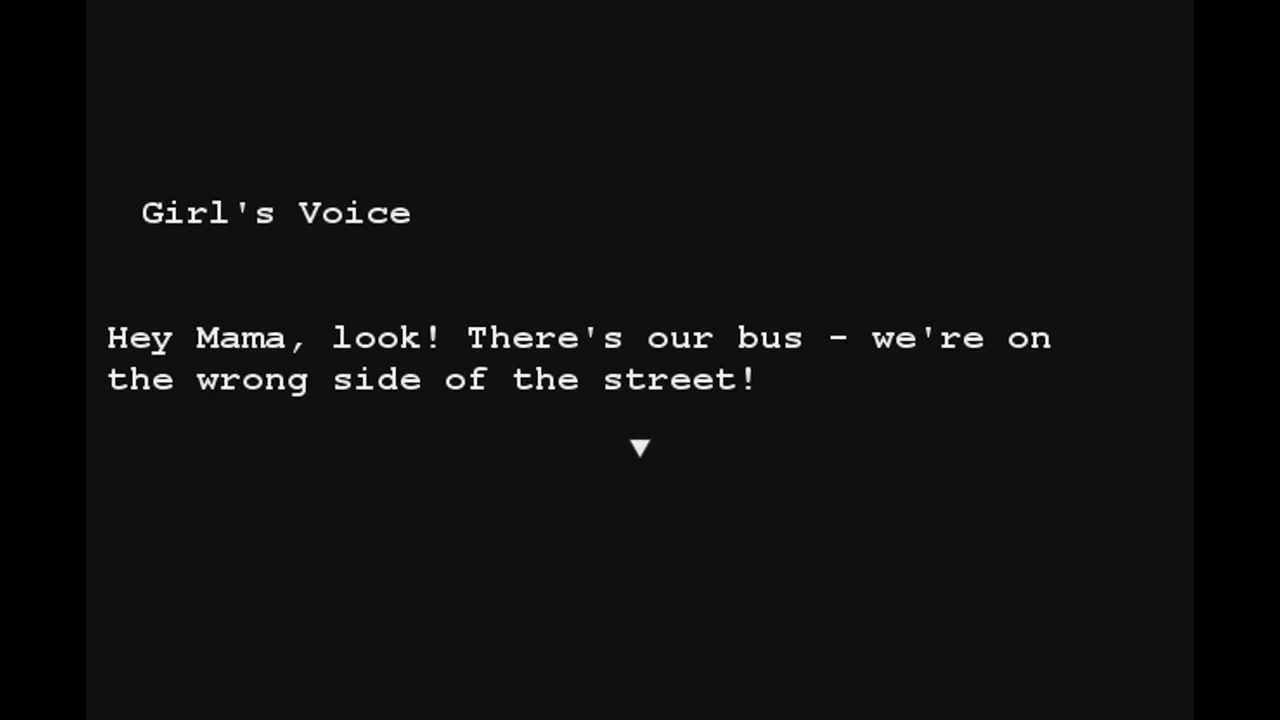 Girl's Voice
Hey Mama, look! There's our bus - we're on
the wrong side of the street!